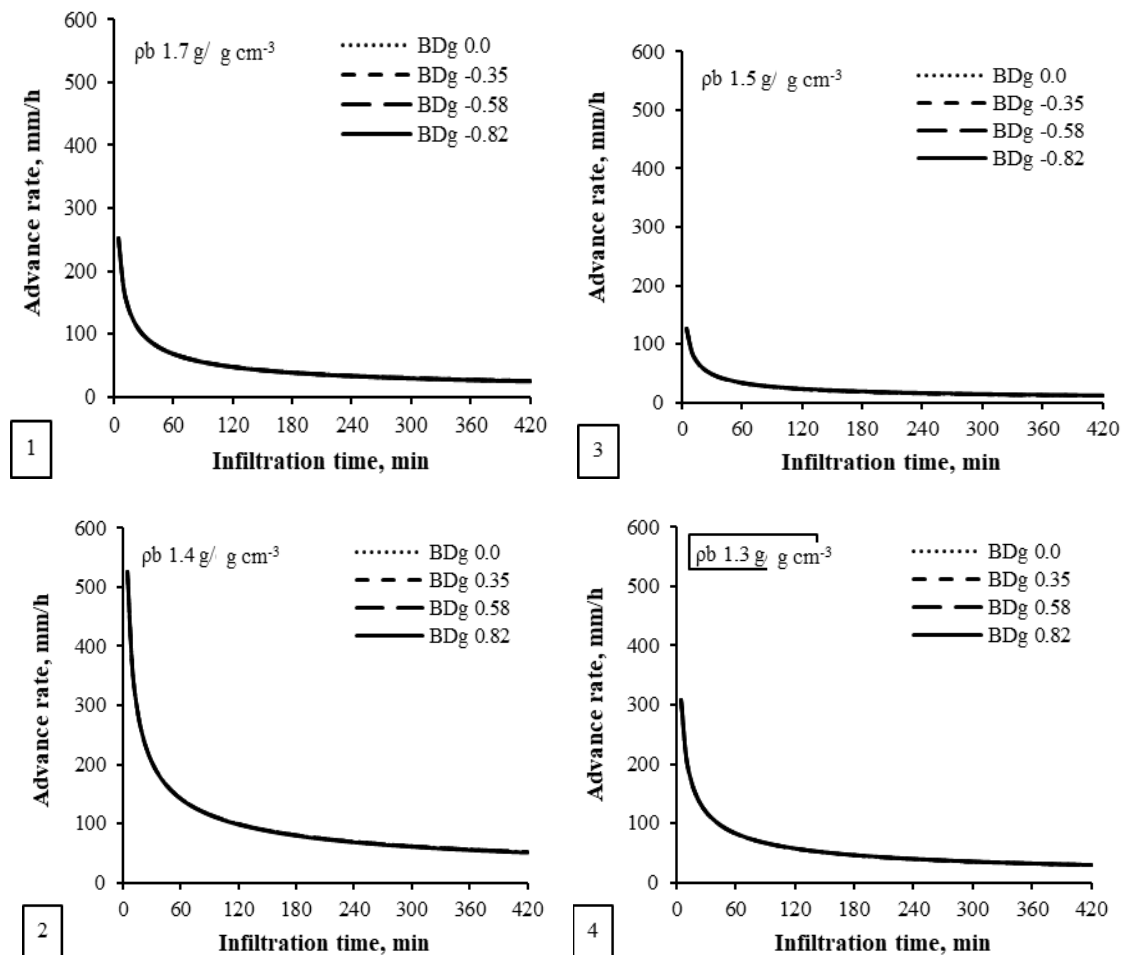 600
500
400
300
200
100
0
Advance rate, mm/h
ρb 1.7 g/ g cm-3
BDg 0.0
BDg -0.35
BDg -0.58
BDg -0.82
0 60 120 180 240 300 360 420
Infiltration time, min
1
600
500
400
300
200
100
0
Advance rate, mm/h
ρb 1.5 g/ g cm-3
BDg 0.0
BDg -0.35
BDg -0.58
BDg -0.82
0 60 120 180 240 300 360 420
Infiltration time, min
3
600
500
400
300
200
100
0
Advance rate, mm/h
ρb 1.4 g/ g cm-3
BDg 0.0
BDg 0.35
BDg 0.58
BDg 0.82
0 60 120 180 240 300 360 420
Infiltration time, min
2
600
500
400
300
200
100
0
Advance rate, mm/h
ρb 1.3 g/ g cm-3
BDg 0.0
BDg 0.35
BDg 0.58
BDg 0.82
0 60 120 180 240 300 360 420
Infiltration time, min
4